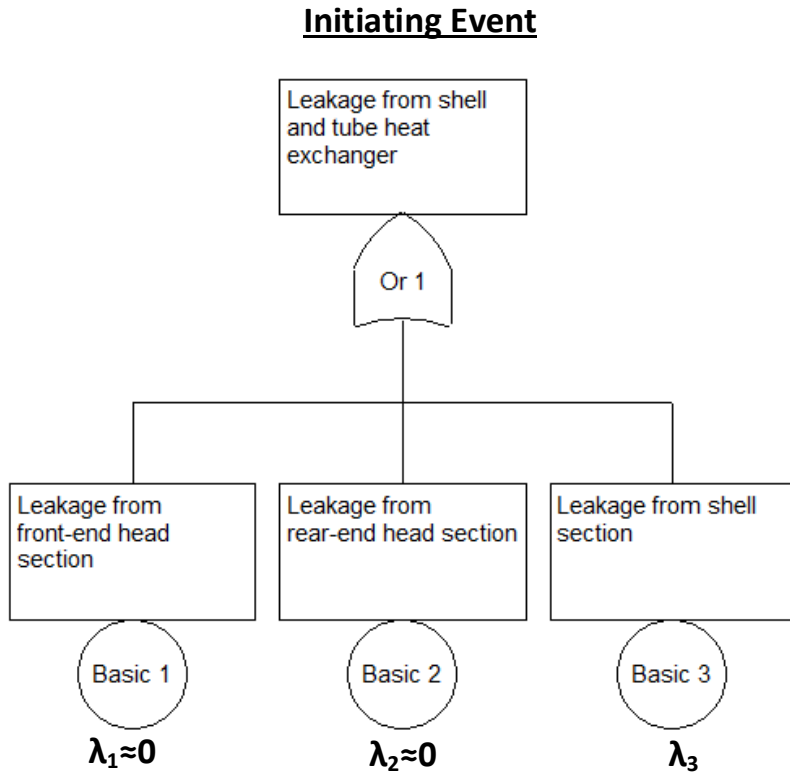 Initiating Event
Leakage from shell
and tube heat
exchanger
Or 1
Leakage from
front-end head
section
Leakage from
rear-end head section
Leakage from shell
section
Basic 1
Basic 2
Basic 3
λ₁≈0
λ₂≈0
λ₃